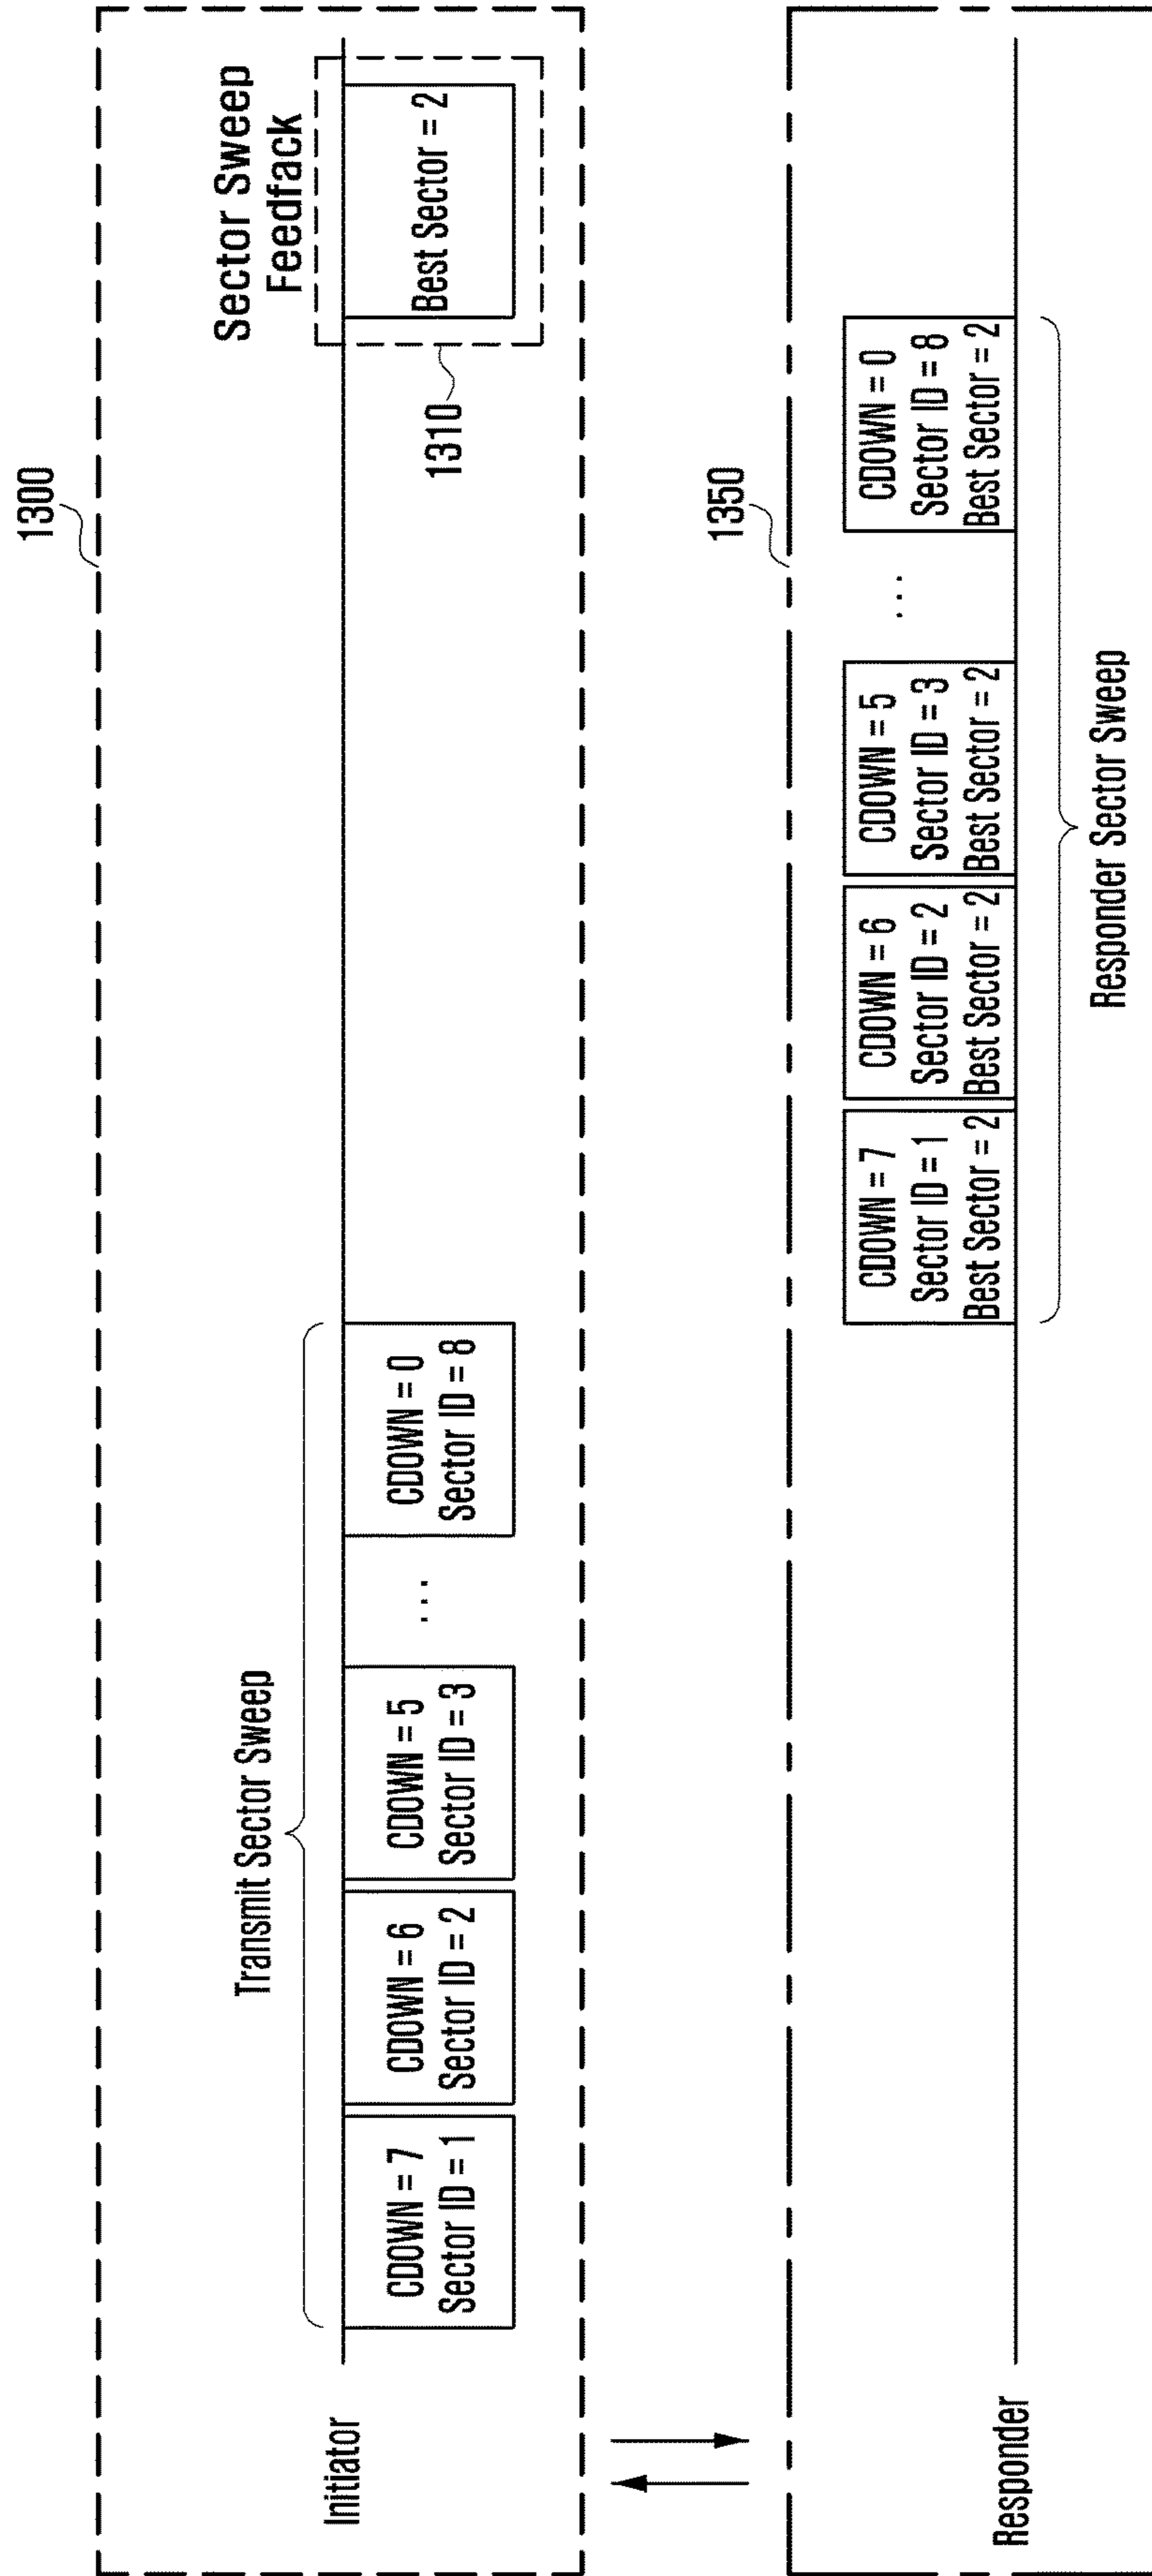 1300
Sector Sweep
Feedfack
Transmit Sector Sweep
Initiator
CDOWN = 7
Sector ID = 1
CDOWN = 6
Sector ID = 2
CDOWN = 5
Sector ID = 3
...
CDOWN = 0
Sector ID = 8
Best Sector = 2
1310
1350
Responder
CDOWN = 7
Sector ID = 1
Best Sector = 2
CDOWN = 6
Sector ID = 2
Best Sector = 2
CDOWN = 5
Sector ID = 3
Best Sector = 2
...
CDOWN = 0
Sector ID = 8
Best Sector = 2
Responder Sector Sweep